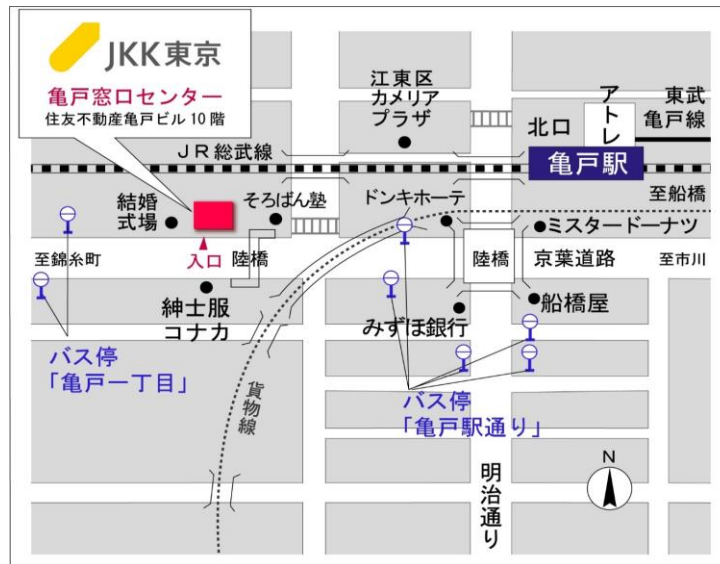 JKK東京
亀戸窓口センター
住友不動産亀戸ビル10階
江東区
カメリア
プラザ
北口
アトレ
東武
亀戸線
JR総武線
亀戸駅
至船橋
結婚
式場
そろばん塾
ドンキホーテ
ミスタードーナツ
至錦糸町
入口
陸橋
陸橋
京葉道路
至市川
紳士服
コナカ
みずほ銀行
船橋屋
バス停
「亀戸一丁目」
貨物線
バス停
「亀戸駅通り」
明治通り
N